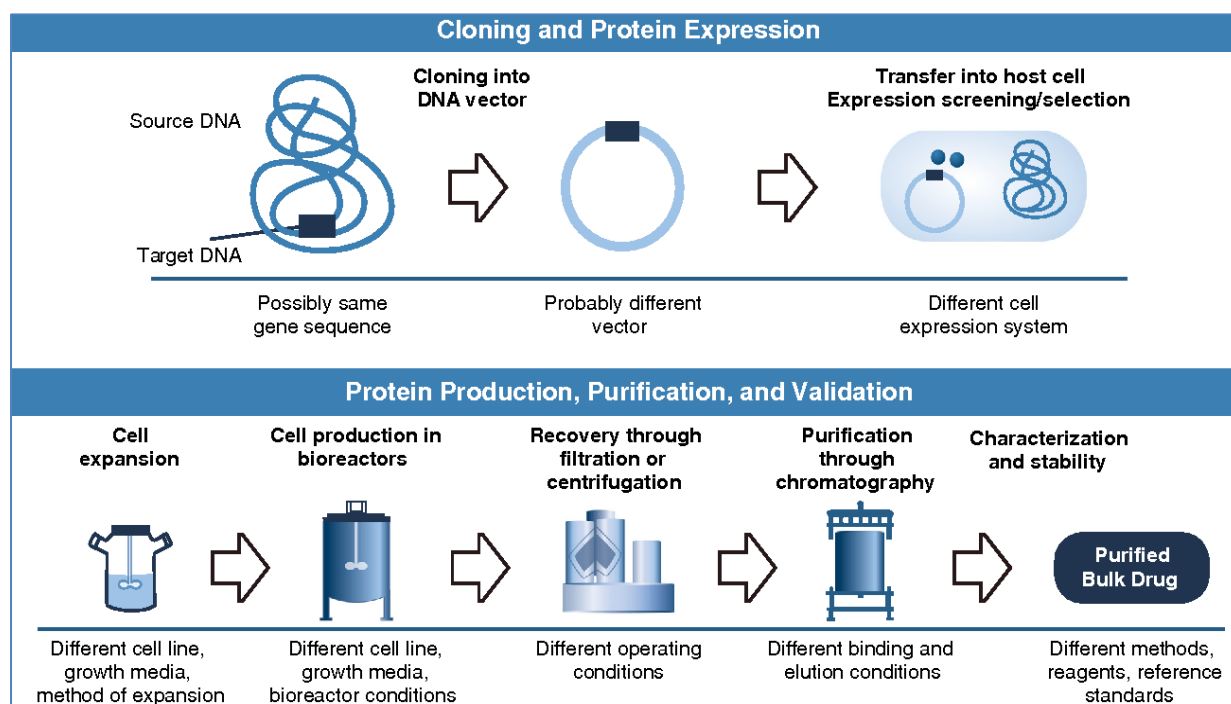 Cloning and Protein Expression
Source DNA
Target DNA
Cloning into
DNA vector
Transfer into host cell
Expression screening/selection
Possibly same
gene sequence
Probably different
vector
Different cell
expression system
Protein Production, Purification, and Validation
Cell
expansion
Cell production in
bioreactors
Recovery through
filtration or
centrifugation
Purification
through
chromatography
Characterization
and stability
Purified
Bulk Drug
Different cell line,
growth media,
method of expansion
Different cell line,
growth media,
bioreactor conditions
Different operating
conditions
Different binding and
elution conditions
Different methods,
reagents, reference
standards